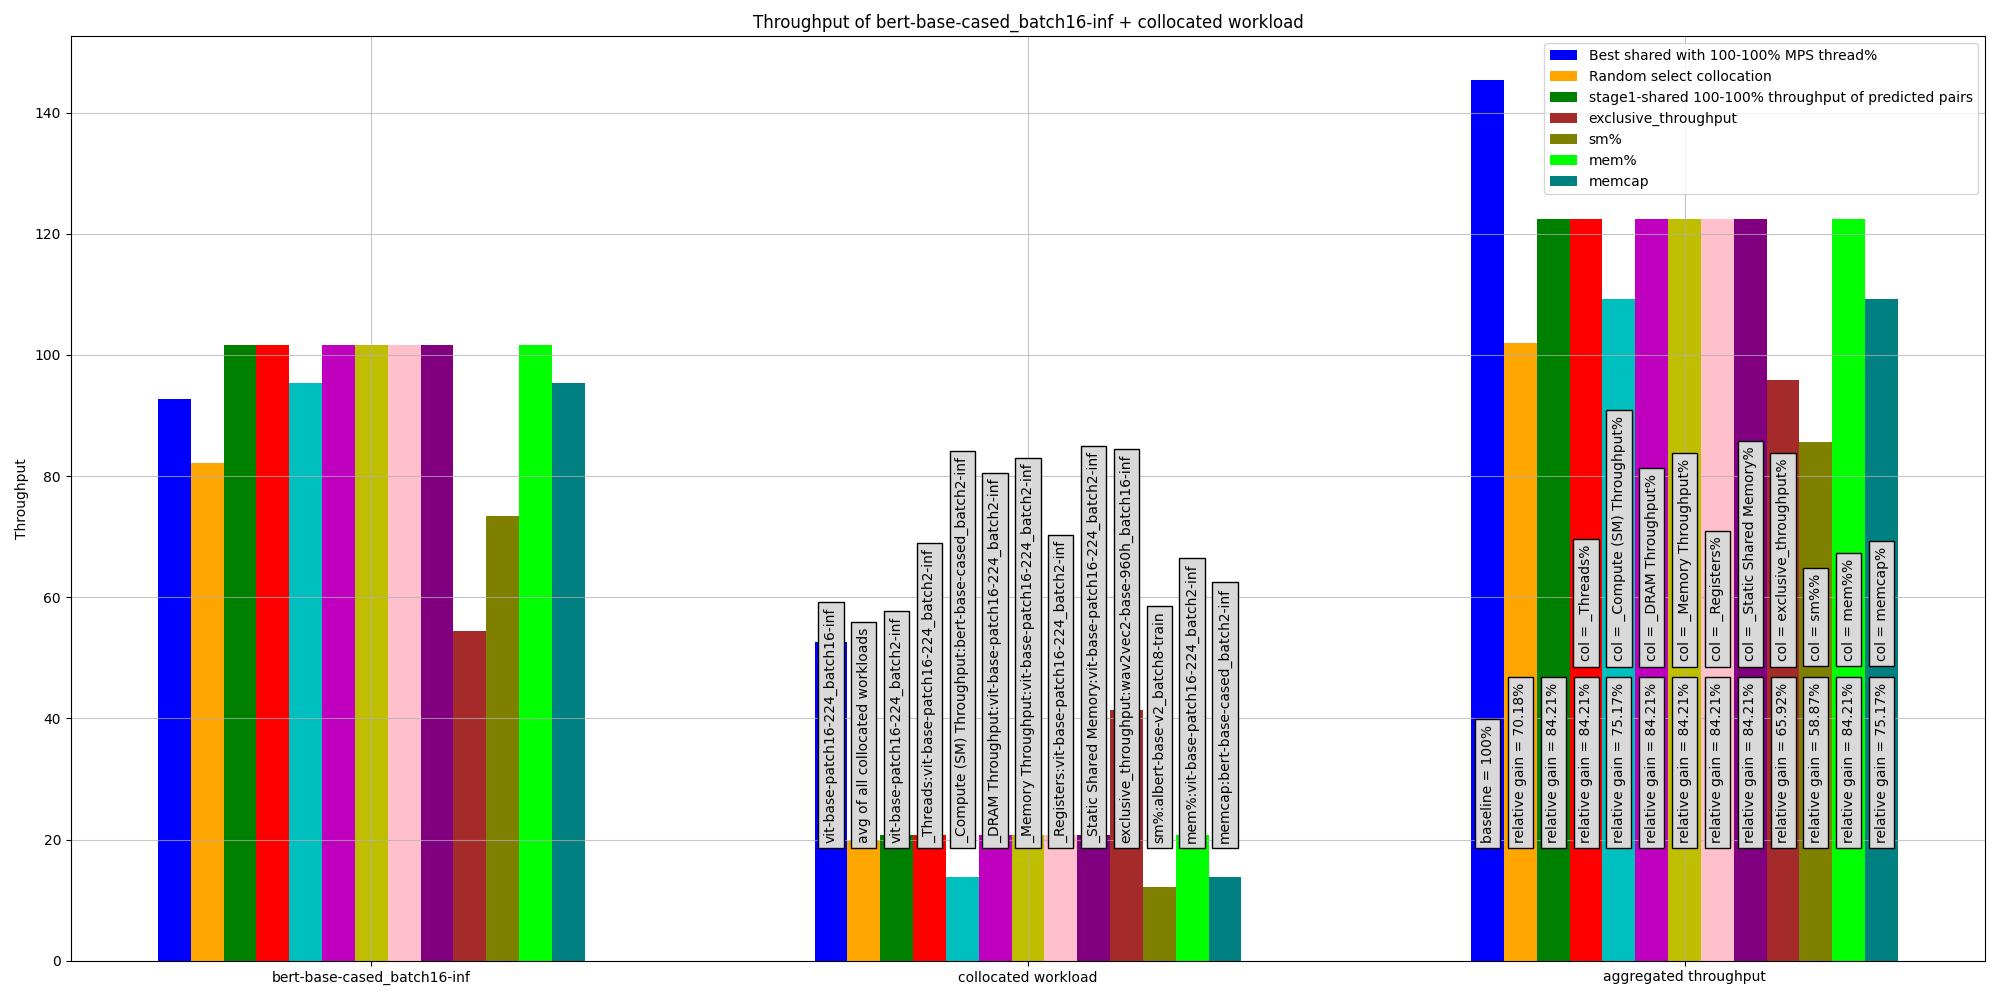 Throughput of bert-base-cased_batch16-inf + collocated workload
Throughput
140
120
100
80
60
40
20
0
Best shared with 100-100% MPS thread%
Random select collocation
stage1-shared 100-100% throughput of predicted pairs
exclusive_throughput
sm%
mem%
memcap
vit-base-patch16-224_batch16-inf
avg of all collocated workloads
vit-base-patch16-224_batch2-inf
_Threads:vit-base-patch16-224_batch2-inf
_Compute (SM) Throughput:bert-base-cased_batch2-inf
_DRAM Throughput:vit-base-patch16-224_batch2-inf
_Memory Throughput:vit-base-patch16-224_batch2-inf
_Registers:vit-base-patch16-224_batch2-inf
_Static Shared Memory:vit-base-patch16-224_batch2-inf
exclusive_throughput:wav2vec2-base-960h_batch16-inf
sm%:albert-base-v2_batch8-train
mem%:vit-base-patch16-224_batch2-inf
memcap:bert-base-cased_batch2-inf
col = _Threads%
col = _Compute (SM) Throughput%
col = _DRAM Throughput%
col = _Memory Throughput%
col = _Registers%
col = _Static Shared Memory%
col = exclusive_throughput%
col = sm%%
col = mem%%
col = memcap%
baseline = 100%
relative gain = 70.18%
relative gain = 84.21%
relative gain = 84.21%
relative gain = 75.17%
relative gain = 84.21%
relative gain = 84.21%
relative gain = 84.21%
relative gain = 84.21%
relative gain = 65.92%
relative gain = 58.87%
relative gain = 84.21%
relative gain = 75.17%
bert-base-cased_batch16-inf
collocated workload
aggregated throughput